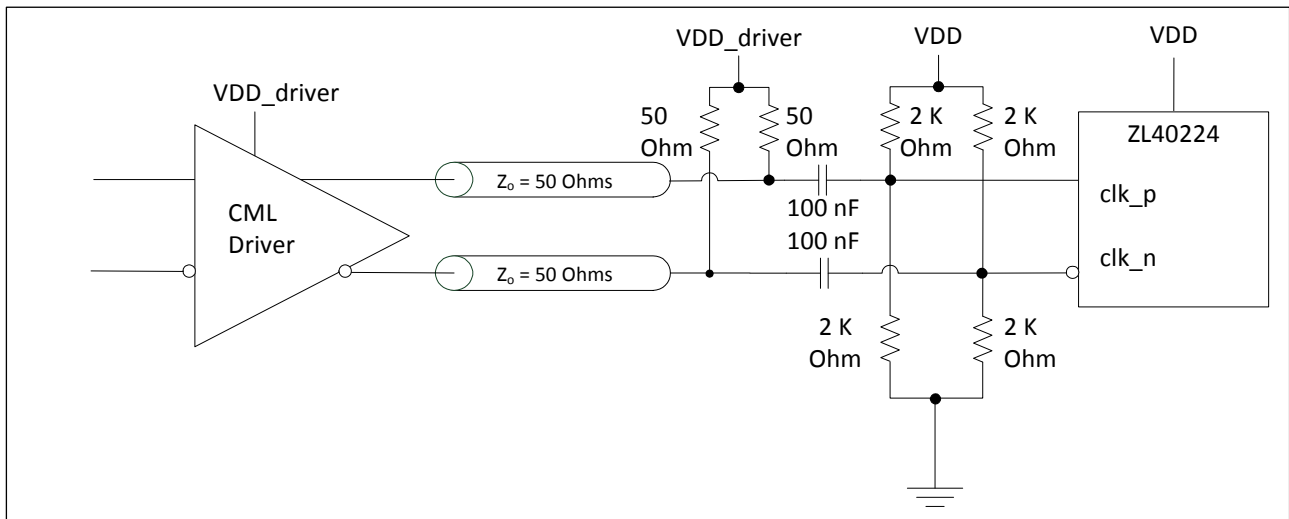 VDD_driver
VDD
VDD
VDD_driver
50
Ohm
50
Ohm
2 K
Ohm
2 K
Ohm
ZL40224
Zo = 50 Ohms
CML
Driver
100 nF
clk_p
100 nF
Zo = 50 Ohms
clk_n
2 K
Ohm
2 K
Ohm